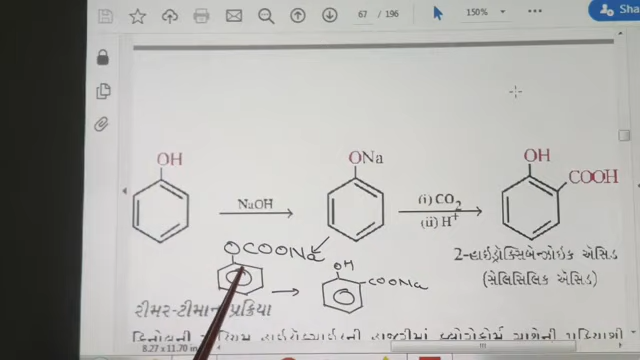 67 / 196
150%
Sha
OH
NaOH
ONa
(i) CO2
(ii) H+
OH
COOH
2-હાઇડ્રોક્સિબેન્ઝોઇક એસિડ
(સેલિસિલિક એસિડ)
OCOONa
OH
COONa
રીમર-ટીમાન પ્રક્રિયા
8.27 x 11.70 in